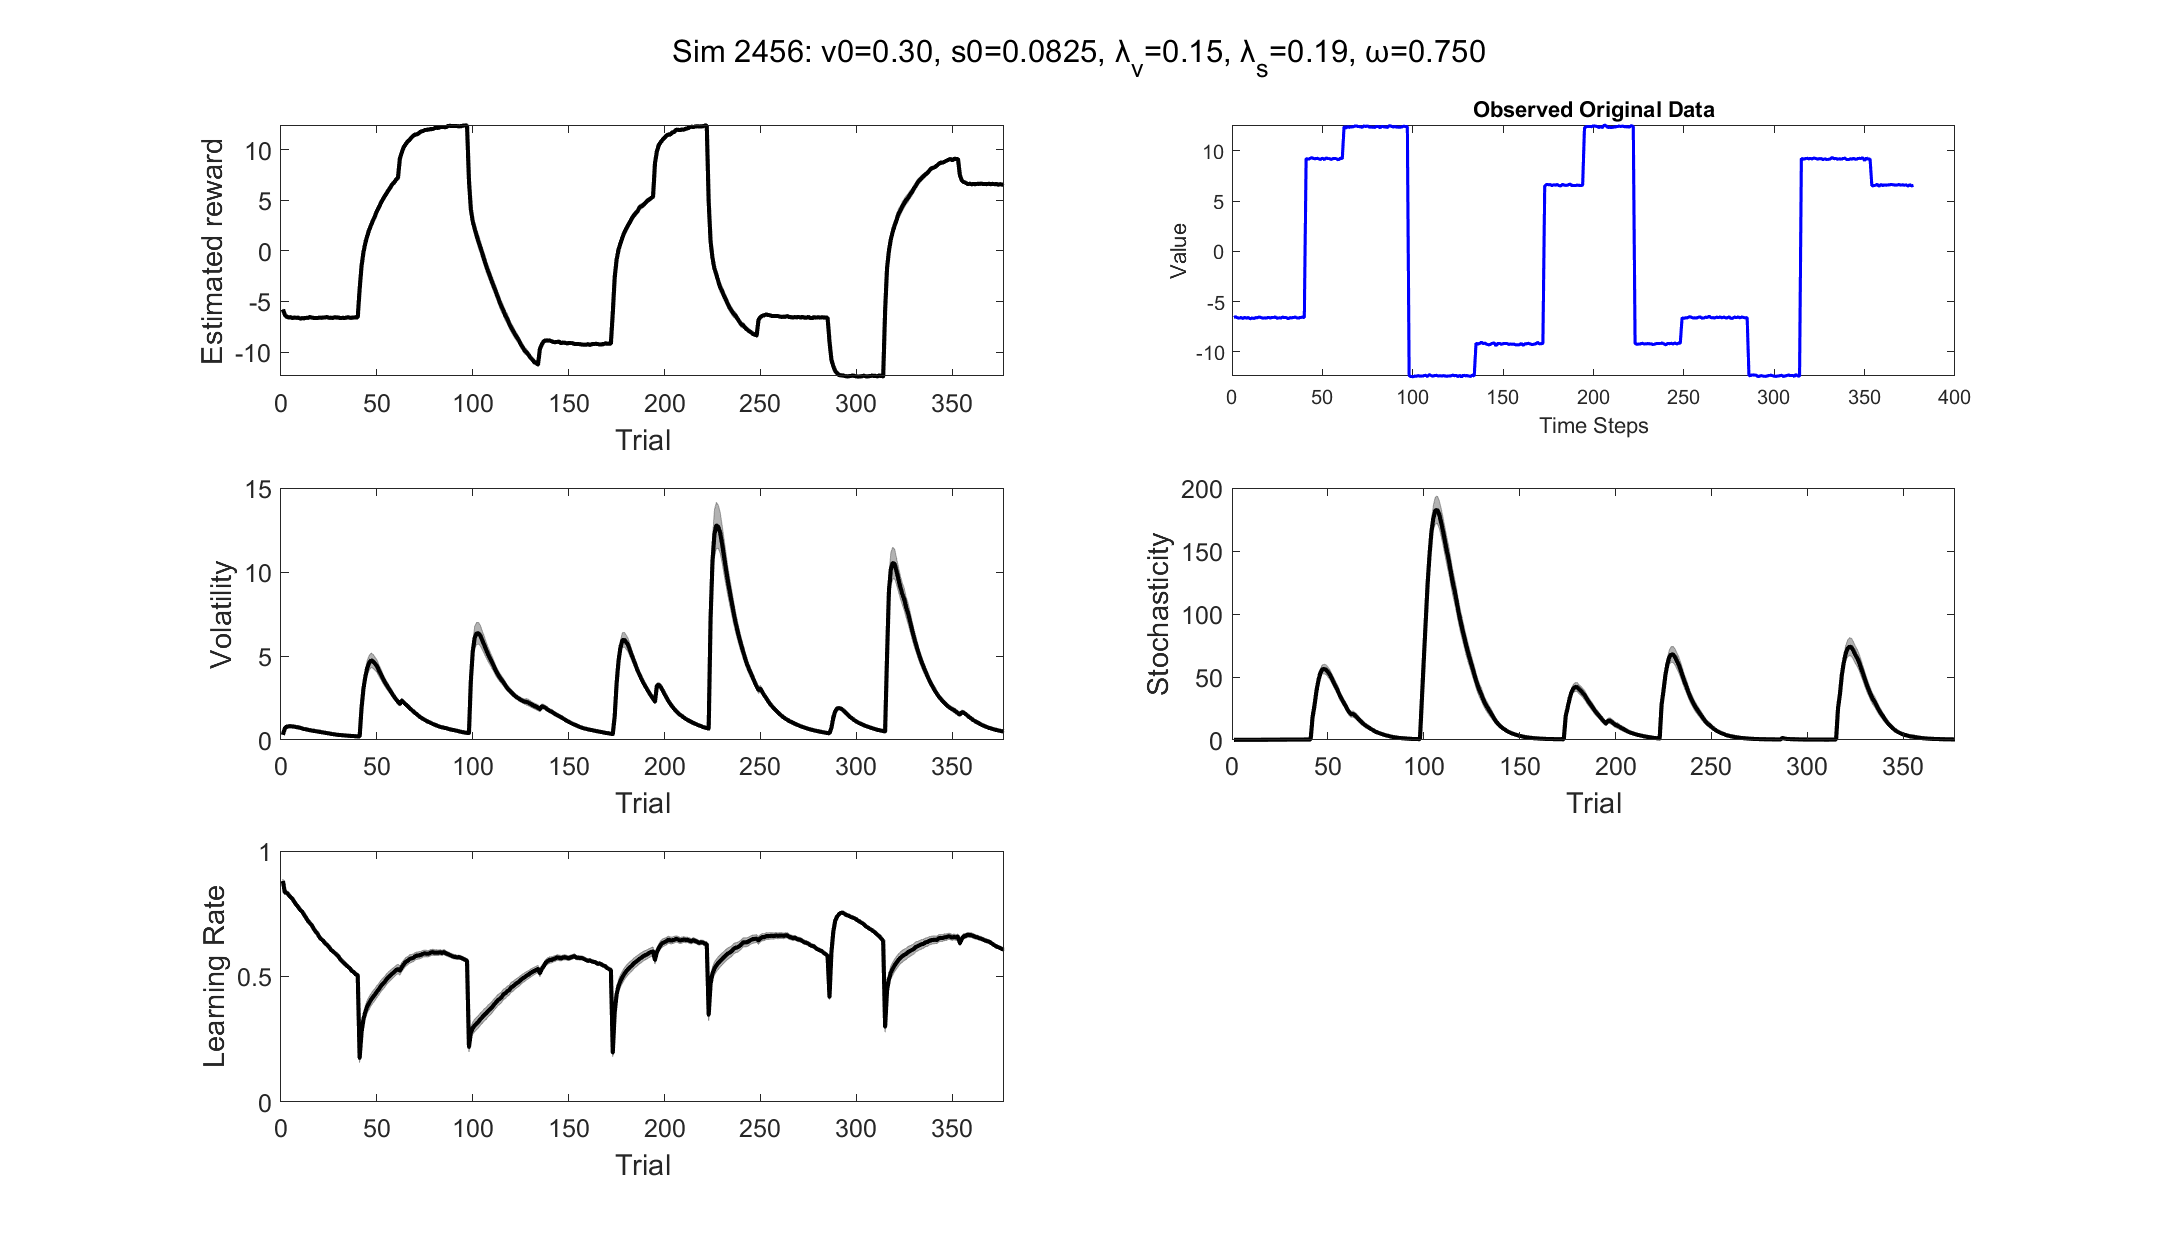 Sim 2456: v0=0.30, s0=0.0825, λ_v=0.15, λ_s=0.19, ω=0.750
Estimated reward
10
5
0
-5
-10
0 50 100 150 200 250 300 350
Trial
Observed Original Data
Value
10
5
0
-5
-10
0 50 100 150 200 250 300 350 400
Time Steps
Volatility
15
10
5
0
0 50 100 150 200 250 300 350
Trial
Stochasticity
200
150
100
50
0
0 50 100 150 200 250 300 350
Trial
Learning Rate
1
0.5
0
0 50 100 150 200 250 300 350
Trial